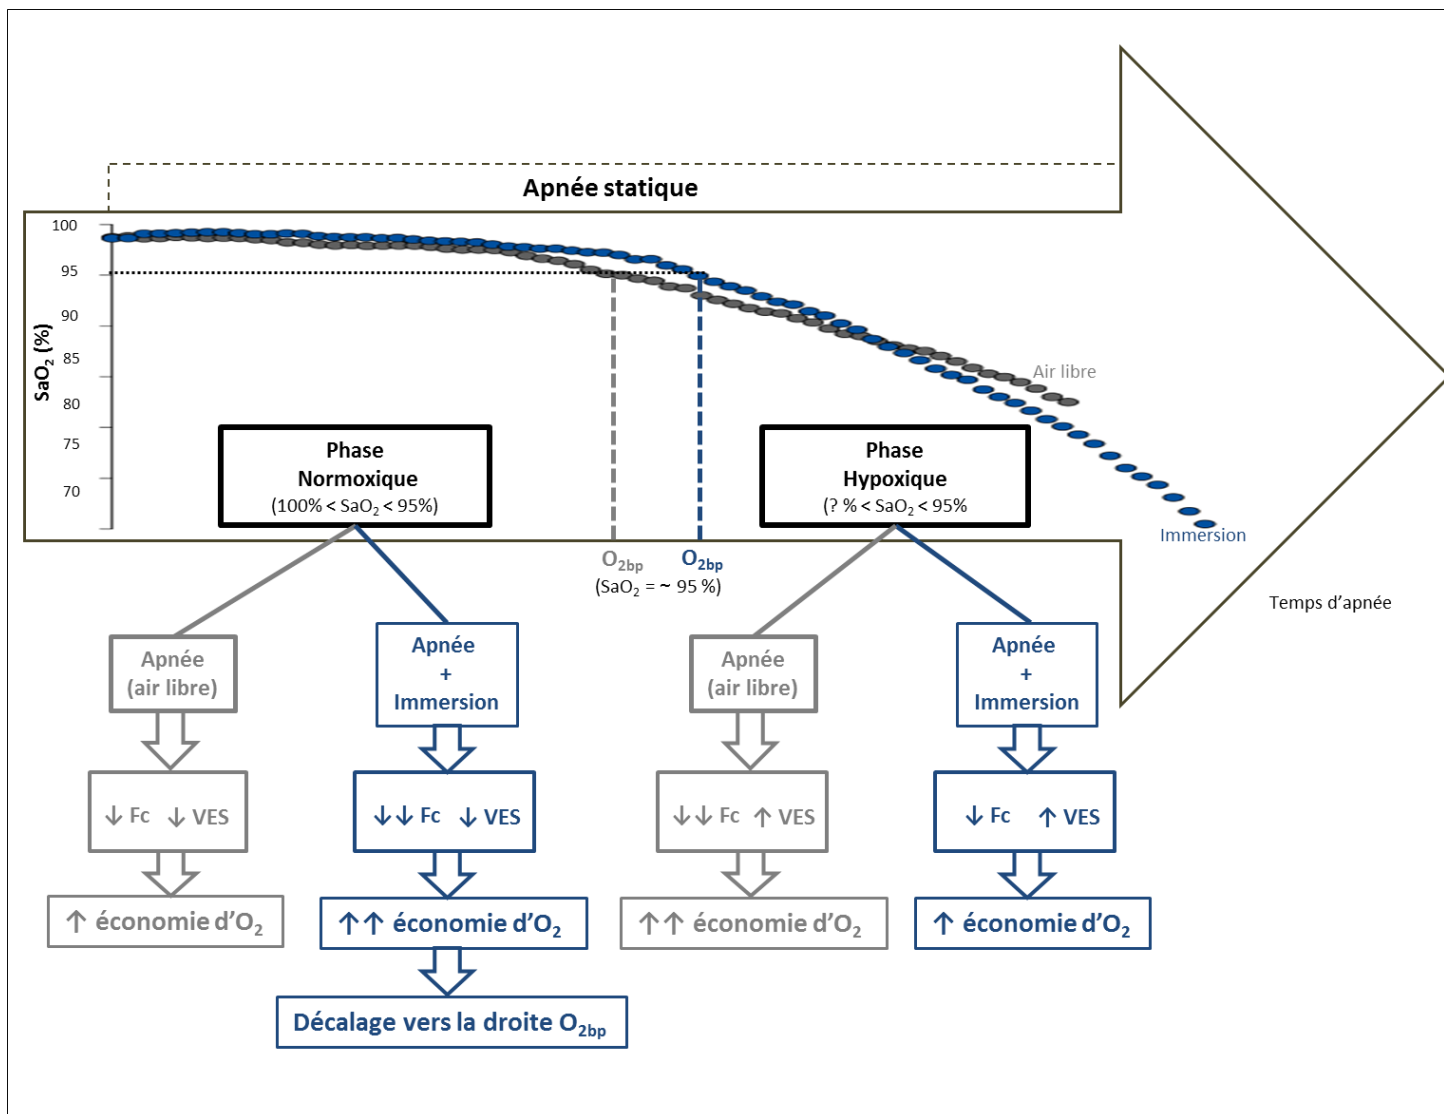 Apnée statique
100
95
90
85
80
75
70
SaO₂ (%)
Air libre
Immersion
Temps d'apnée
Phase
Normoxique
(100% < SaO₂ < 95%)
Phase
Hypoxique
(? % < SaO₂ < 95%
O₂bp
O₂bp
(SaO₂ = ~ 95 %)
Apnée
(air libre)
Apnée
+
Immersion
Apnée
(air libre)
Apnée
+
Immersion
↓ Fc ↓ VES
↓↓ Fc ↓ VES
↓↓ Fc ↑ VES
↓ Fc ↑ VES
↑ économie d'O₂
↑↑ économie d'O₂
↑↑ économie d'O₂
↑ économie d'O₂
Décalage vers la droite O₂bp